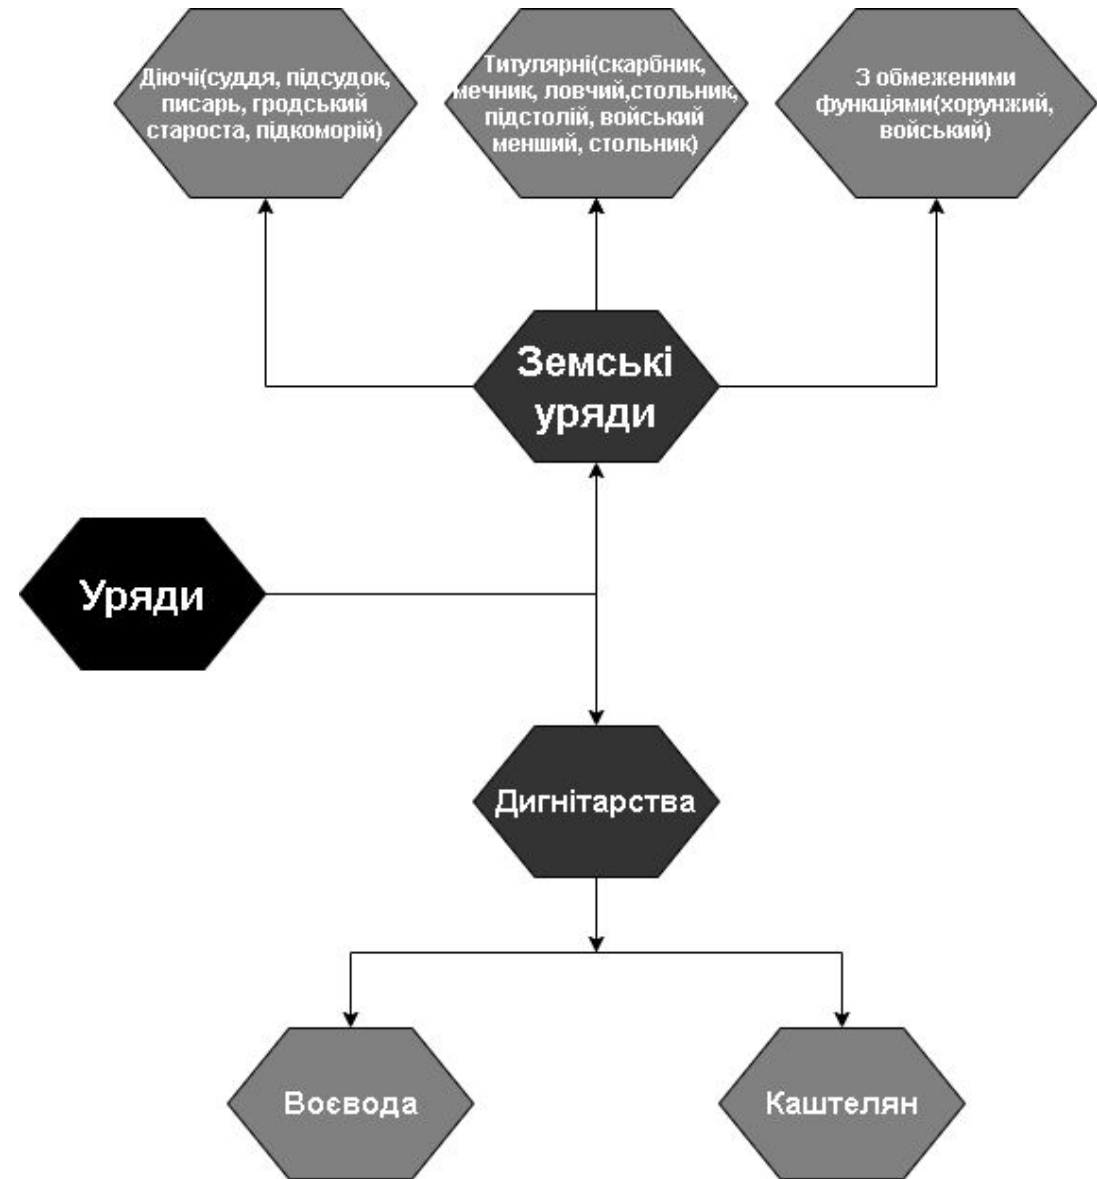 Діючі(суддя, підсудок,
писарь, гродський
староста, підкоморій)
Титулярні(скарбник,
мечник, ловчий,стольник,
підстолій, войський
менший, стольник)
З обмеженими
функціями(хорунжий,
войський)
Земські
уряди
Уряди
Дигнітарства
Воєвода
Каштелян